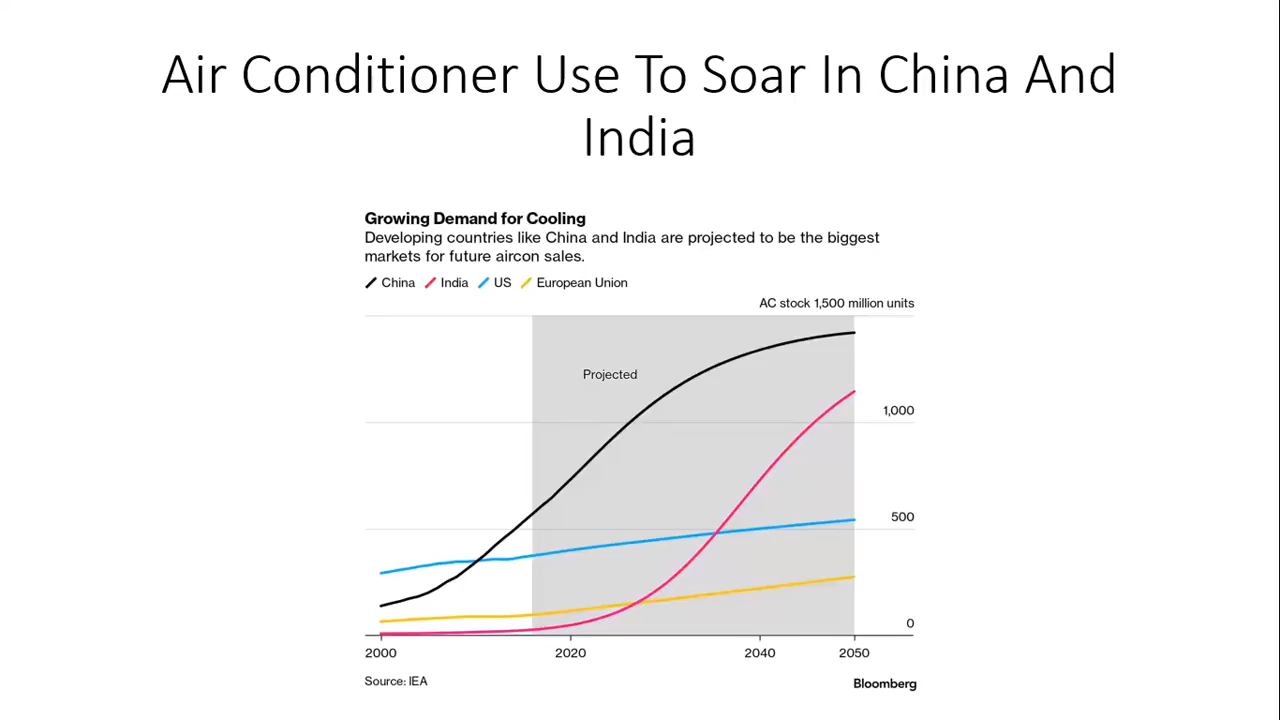 Air Conditioner Use To Soar In China And
India
Growing Demand for Cooling
Developing countries like China and India are projected to be the biggest
markets for future aircon sales.
China India US European Union
AC stock 1,500 million units
Projected
1,000
500
0
2000 2020 2040 2050
Source: IEA
Bloomberg